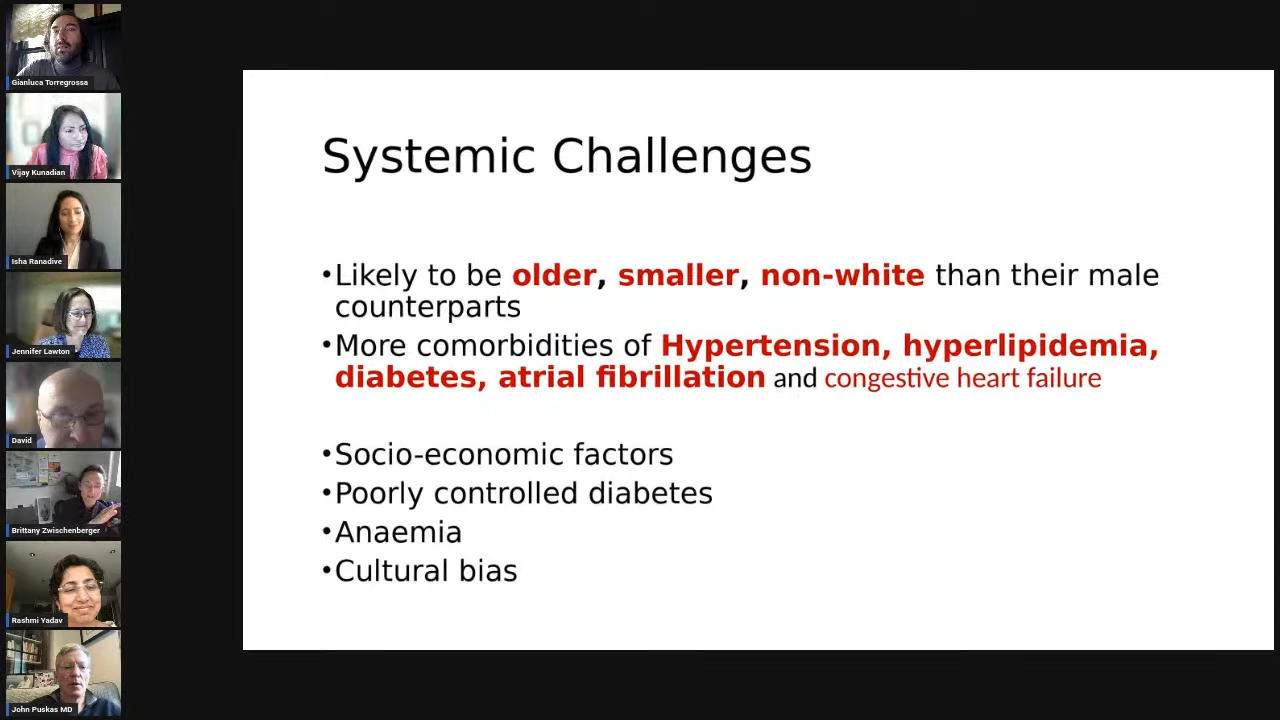 Gianluca Torregrossa
Vijay Kunadian
Isha Ranadive
Jennifer Lawton
David
Brittany Zwischenberger
Rashmi Yadav
John Puskas MD
Systemic Challenges
•Likely to be older, smaller, non-white than their male
counterparts
•More comorbidities of Hypertension, hyperlipidemia,
diabetes, atrial fibrillation and congestive heart failure
•Socio-economic factors
•Poorly controlled diabetes
•Anaemia
•Cultural bias